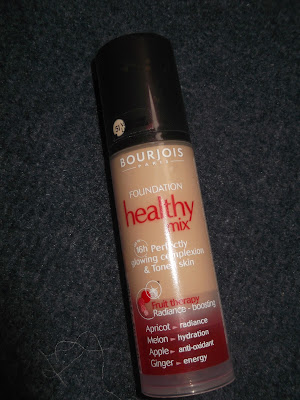 51
BOURJOIS
PARIS
FOUNDATION
healthy
mix
16h Perfectly
glowing complexion
& Toned skin
Fruit therapy
Radiance - boosting
Apricot ► radiance
Melon ► hydration
Apple ► anti-oxidant
Ginger ► energy